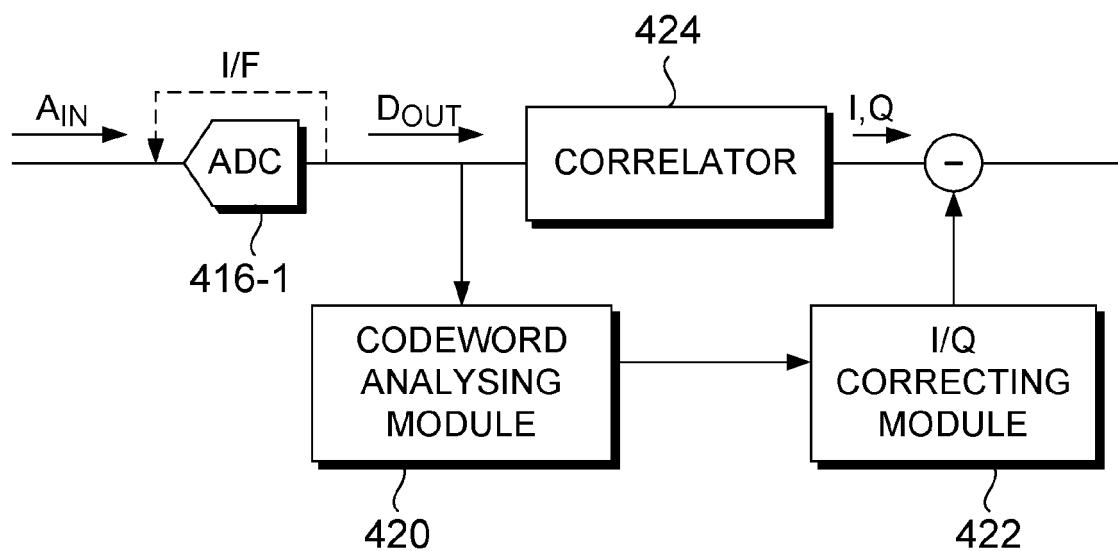 424
I/F
A_IN
D_OUT
I,Q
ADC
CORRELATOR
-
416-1
CODEWORD
ANALYSING
MODULE
I/Q
CORRECTING
MODULE
420
422